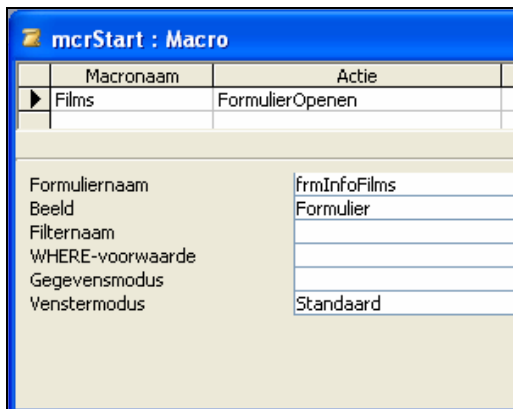 mcrStart : Macro
Macronaam Actie
Films FormulierOpenen
Formuliernaam frmInfoFilms
Beeld Formulier
Filternaam
WHERE-voorwaarde
Gegevensmodus
Venstermodus Standaard